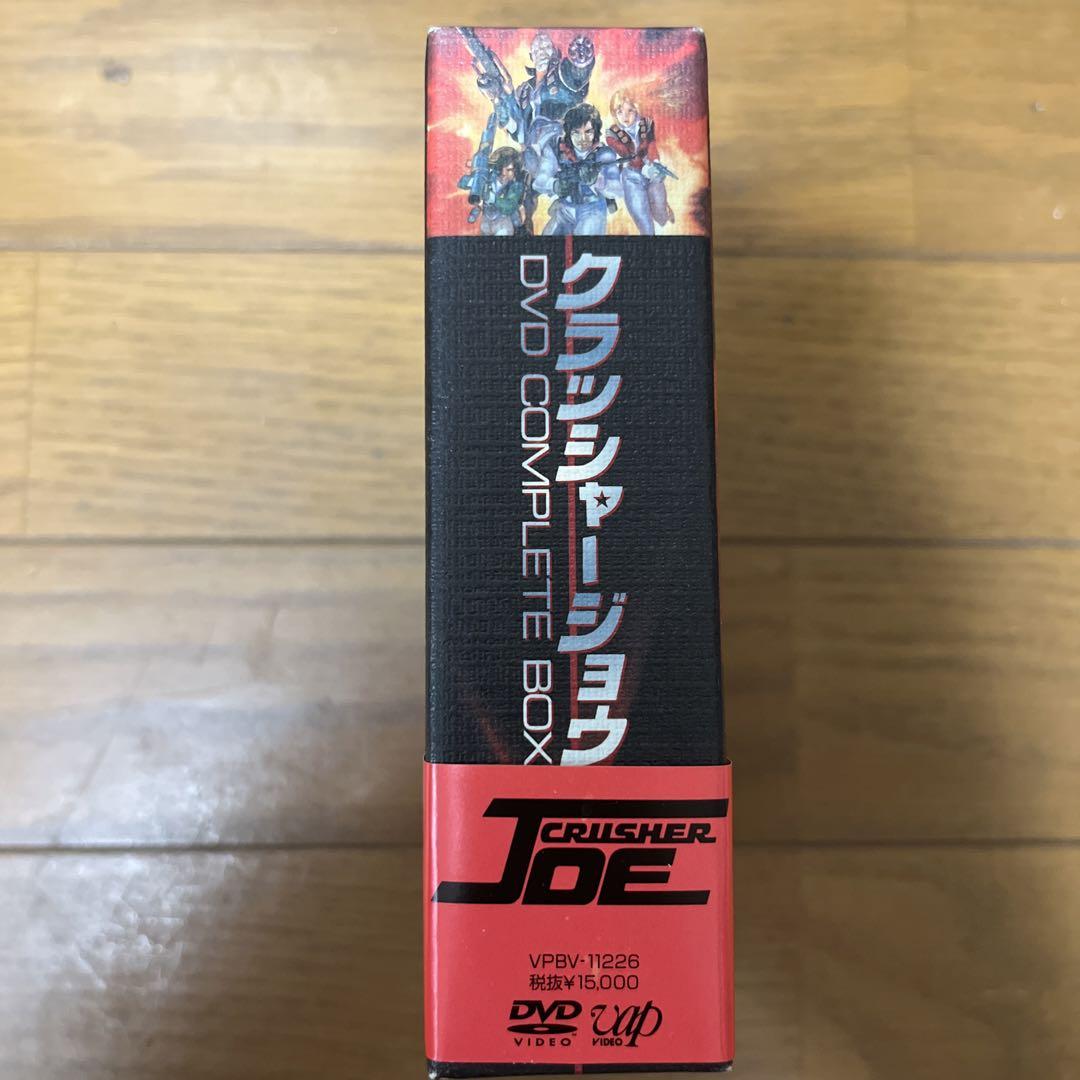 クラッシャージョウ
DVD COMPLETE BOX
CRUSHER
JOE
VPBV-11226
税抜¥15,000
DVD
VIDEO
TM
vap
VIDEO